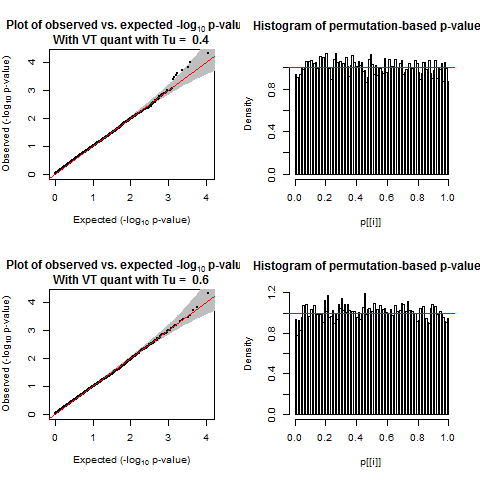 Plot of observed vs. expected -log10 p-valu
With VT quant with Tu = 0.4
Observed (-log10 p-value)
4
3
2
1
0
0 1 2 3 4
Expected (-log10 p-value)
Histogram of permutation-based p-value
Density
0.8
0.4
0.0
0.0 0.2 0.4 0.6 0.8 1.0
p[[i]]
Plot of observed vs. expected -log10 p-valu
With VT quant with Tu = 0.6
Observed (-log10 p-value)
4
3
2
1
0
0 1 2 3 4
Expected (-log10 p-value)
Histogram of permutation-based p-value
Density
1.2
0.8
0.4
0.0
0.0 0.2 0.4 0.6 0.8 1.0
p[[i]]